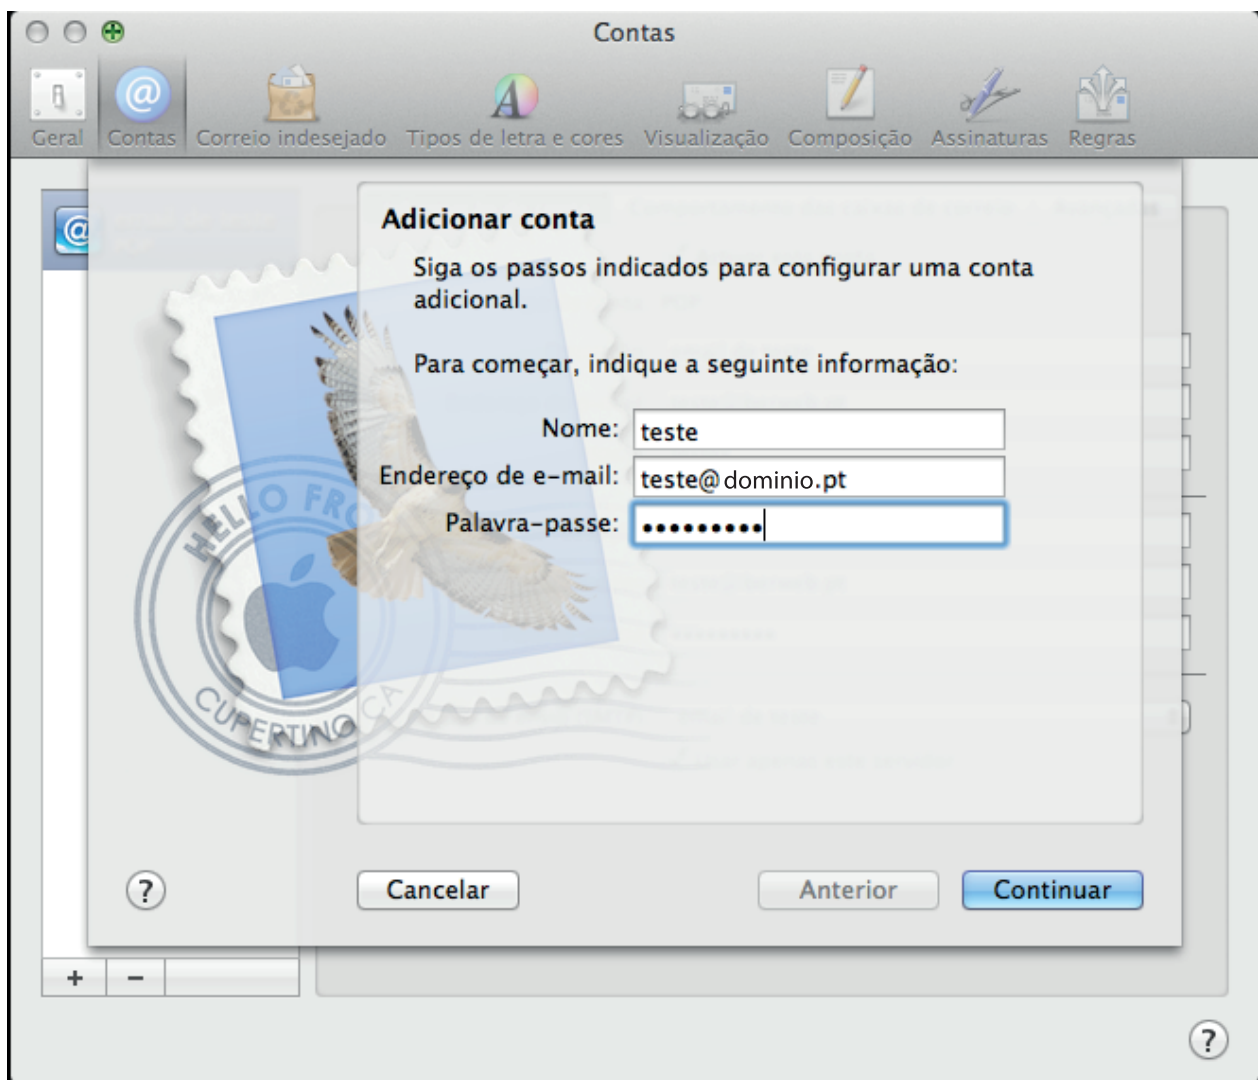 Contas
Geral
Contas
Correio indesejado
Tipos de letra e cores
Visualização
Composição
Assinaturas
Regras
Adicionar conta
Siga os passos indicados para configurar uma conta
adicional.
Para começar, indique a seguinte informação:
Nome: teste
Endereço de e-mail: teste@dominio.pt
Palavra-passe: •••••••••
HELLO FRO
CUPERTINO CA
? Cancelar Anterior Continuar
+ −
?